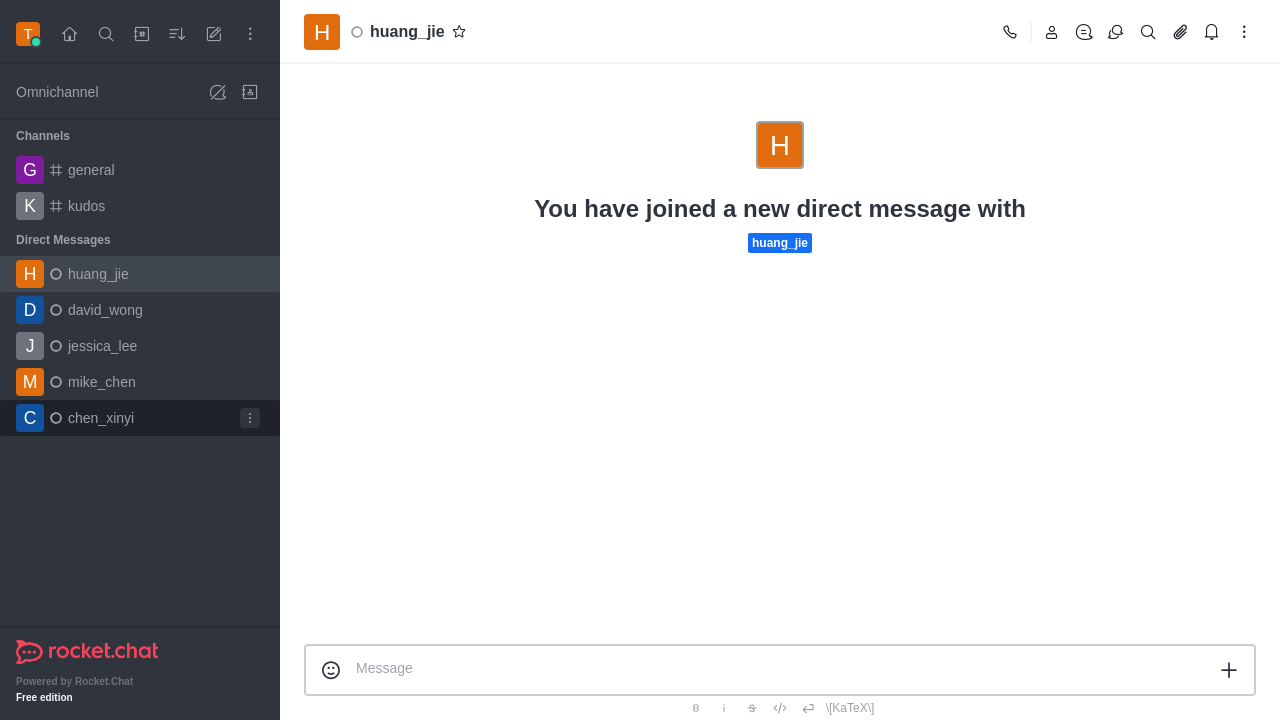 T
Omnichannel
Channels
G general
K kudos
Direct Messages
H huang_jie
D david_wong
J jessica_lee
M mike_chen
C chen_xinyi
rocket.chat
Powered by Rocket.Chat
Free edition
H huang_jie
H
You have joined a new direct message with
huang_jie
Message
B i S \[KaTeX\]